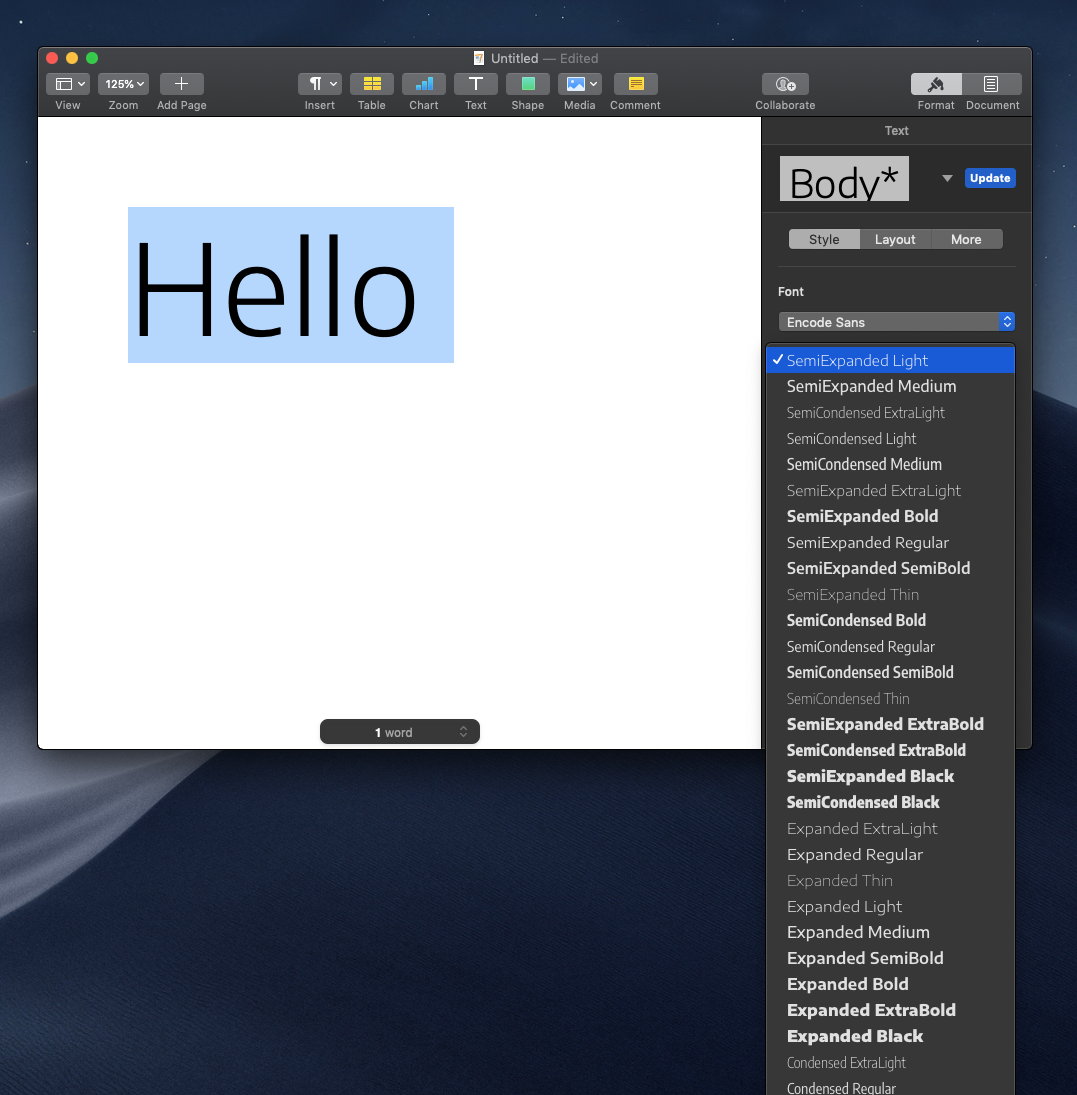 Untitled — Edited
125%
View Zoom Add Page Insert Table Chart Text Shape Media Comment Collaborate Format Document
Text
Body*
Update
Style Layout More
Font
Encode Sans
Hello
SemiExpanded Light
SemiExpanded Medium
SemiCondensed ExtraLight
SemiCondensed Light
SemiCondensed Medium
SemiExpanded ExtraLight
SemiExpanded Bold
SemiExpanded Regular
SemiExpanded SemiBold
SemiExpanded Thin
SemiCondensed Bold
SemiCondensed Regular
SemiCondensed SemiBold
SemiCondensed Thin
SemiExpanded ExtraBold
SemiCondensed ExtraBold
SemiExpanded Black
SemiCondensed Black
Expanded ExtraLight
Expanded Regular
Expanded Thin
Expanded Light
Expanded Medium
Expanded SemiBold
Expanded Bold
Expanded ExtraBold
Expanded Black
Condensed ExtraLight
Condensed Regular
1 word